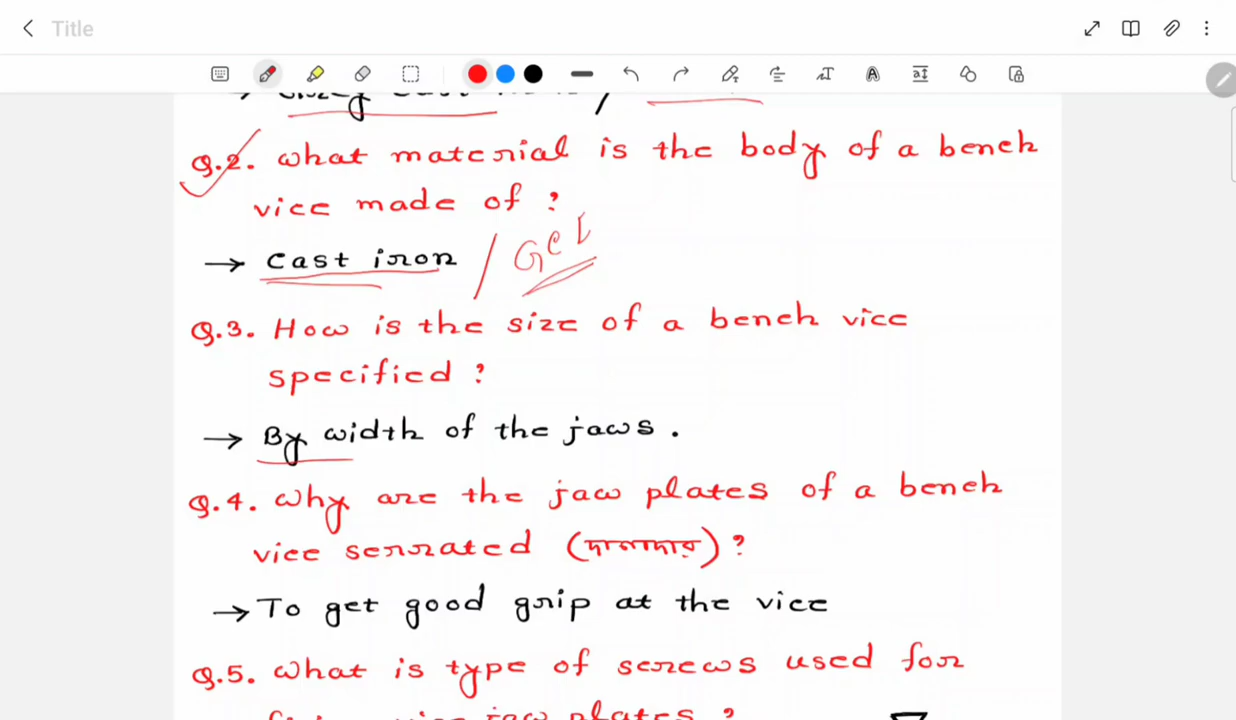 Title
Q.2. What material is the body of a bench
vice made of ?
→ Cast iron / GCI
Q.3. How is the size of a bench vice
specified ?
→ By width of the jaws .
Q.4. Why are the jaw plates of a bench
vice serrated (দানাদার) ?
→ To get good grip at the vice
Q.5. What is type of screws used for
jaw plates ?